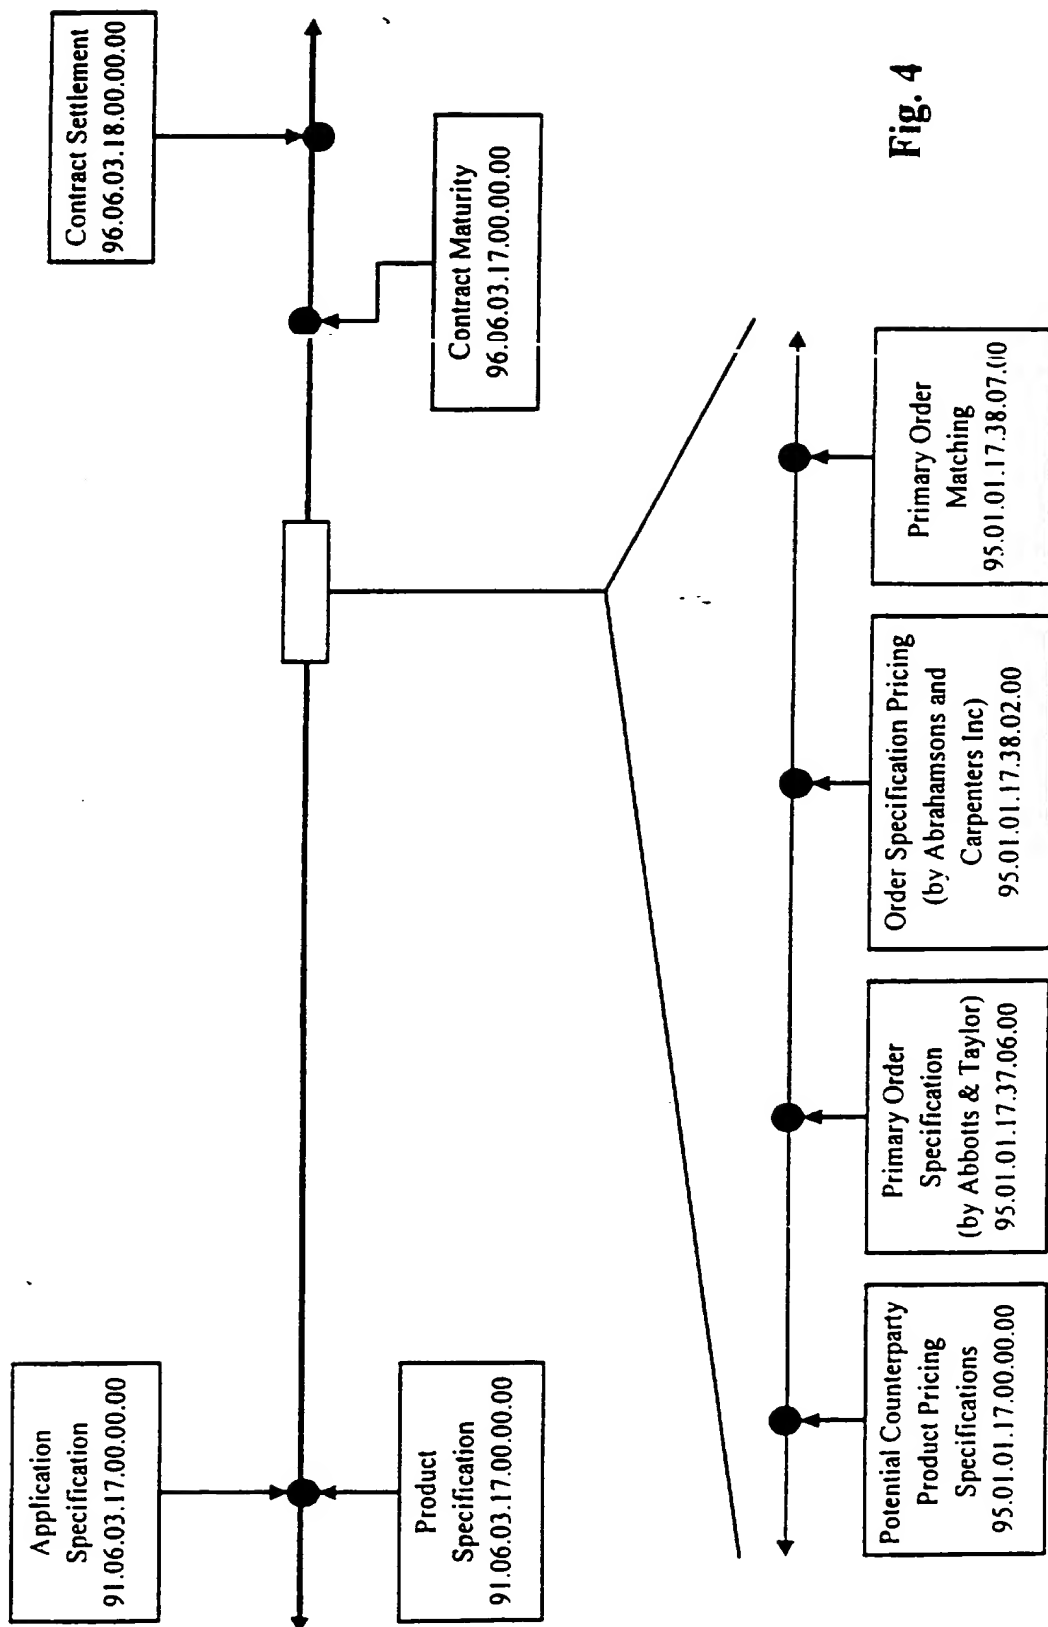 Application
Specification
91.06.03.17.00.00.00
Product
Specification
91.06.03.17.00.00.00
Contract Settlement
96.06.03.18.00.00.00
Contract Maturity
96.06.03.17.00.00.00
Potential Counterparty
Product Pricing
Specifications
95.01.01.17.00.00.00
Primary Order
Specification
(by Abbotts & Taylor)
95.01.01.17.37.06.00
Order Specification Pricing
(by Abrahamsons and
Carpenters Inc)
95.01.01.17.38.02.00
Primary Order
Matching
95.01.01.17.38.07.00
Fig. 4